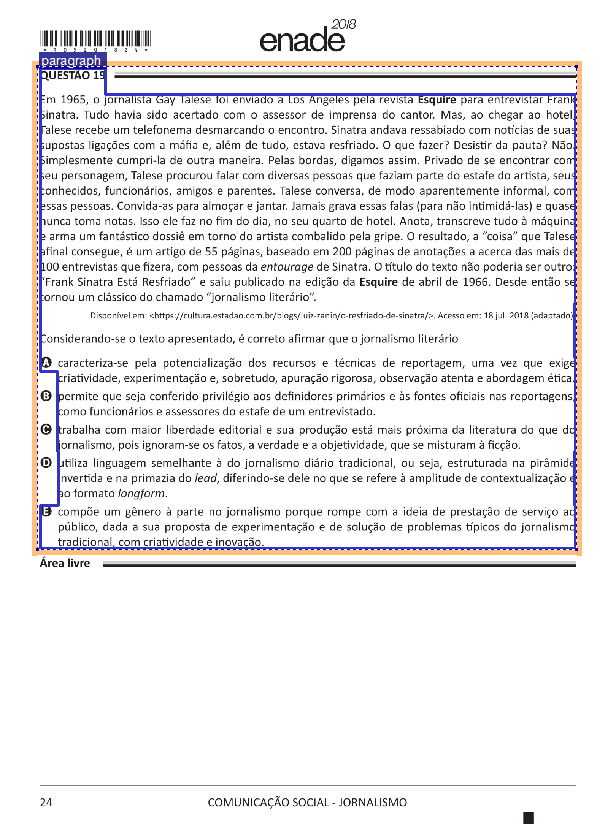 enade 2018
*R0520182 4*
paragraph
QUESTÃO 19
Em 1965, o jornalista Gay Talese foi enviado a Los Angeles pela revista Esquire para entrevistar Frank
Sinatra. Tudo havia sido acertado com o assessor de imprensa do cantor. Mas, ao chegar ao hotel,
Talese recebe um telefonema desmarcando o encontro. Sinatra andava ressabiado com notícias de suas
supostas ligações com a máfia e, além de tudo, estava resfriado. O que fazer? Desistir da pauta? Não.
Simplesmente cumpri-la de outra maneira. Pelas bordas, digamos assim. Privado de se encontrar com
seu personagem, Talese procurou falar com diversas pessoas que faziam parte do estafe do artista, seus
conhecidos, funcionários, amigos e parentes. Talese conversa, de modo aparentemente informal, com
essas pessoas. Convida-as para almoçar e jantar. Jamais grava essas falas (para não intimidá-las) e quase
nunca toma notas. Isso ele faz no fim do dia, no seu quarto de hotel. Anota, transcreve tudo à máquina
e arma um fantástico dossiê em torno do artista combalido pela gripe. O resultado, a “coisa” que Talese
afinal consegue, é um artigo de 55 páginas, baseado em 200 páginas de anotações a acerca das mais de
100 entrevistas que fizera, com pessoas da entourage de Sinatra. O título do texto não poderia ser outro:
“Frank Sinatra Está Resfriado” e saiu publicado na edição da Esquire de abril de 1966. Desde então se
tornou um clássico do chamado “jornalismo literário”.
Disponível em: <https://cultura.estadao.com.br/blogs/luiz-zanin/o-resfriado-de-sinatra/>. Acesso em: 18 jul. 2018 (adaptado).
Considerando-se o texto apresentado, é correto afirmar que o jornalismo literário
A caracteriza-se pela potencialização dos recursos e técnicas de reportagem, uma vez que exige
criatividade, experimentação e, sobretudo, apuração rigorosa, observação atenta e abordagem ética.
B permite que seja conferido privilégio aos definidores primários e às fontes oficiais nas reportagens,
como funcionários e assessores do estafe de um entrevistado.
C trabalha com maior liberdade editorial e sua produção está mais próxima da literatura do que do
jornalismo, pois ignoram-se os fatos, a verdade e a objetividade, que se misturam à ficção.
D utiliza linguagem semelhante à do jornalismo diário tradicional, ou seja, estruturada na pirâmide
invertida e na primazia do lead, diferindo-se dele no que se refere à amplitude de contextualização e
ao formato longform.
E compõe um gênero à parte no jornalismo porque rompe com a ideia de prestação de serviço ao
público, dada a sua proposta de experimentação e de solução de problemas típicos do jornalismo
tradicional, com criatividade e inovação.
Área livre
24
COMUNICAÇÃO SOCIAL - JORNALISMO